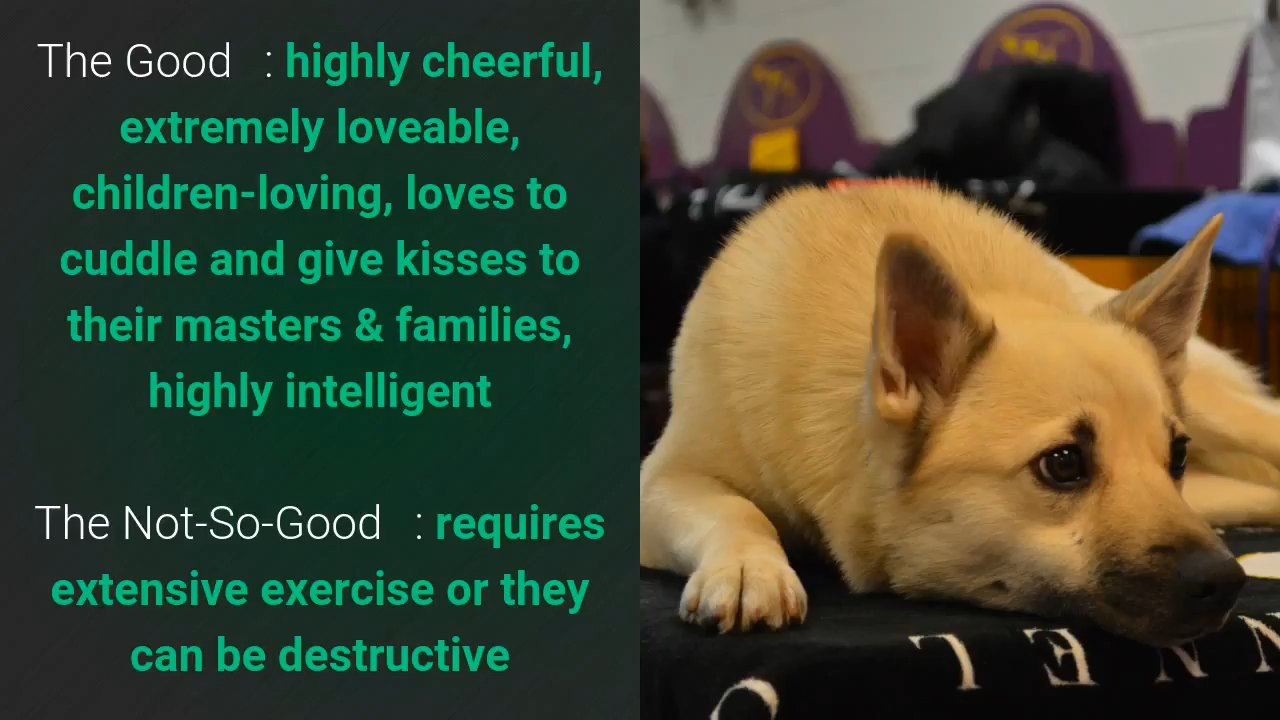 The Good : highly cheerful,
extremely loveable,
children-loving, loves to
cuddle and give kisses to
their masters & families,
highly intelligent
The Not-So-Good : requires
extensive exercise or they
can be destructive